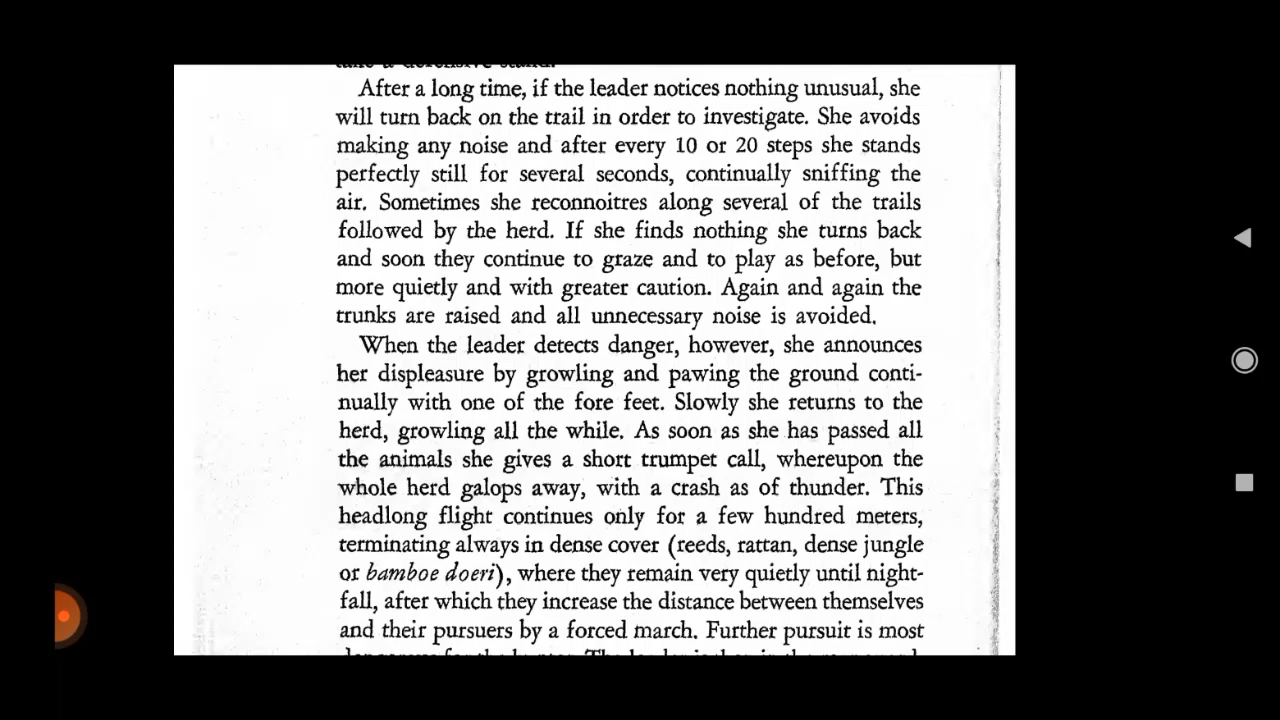 After a long time, if the leader notices nothing unusual, she
will turn back on the trail in order to investigate. She avoids
making any noise and after every 10 or 20 steps she stands
perfectly still for several seconds, continually sniffing the
air. Sometimes she reconnoitres along several of the trails
followed by the herd. If she finds nothing she turns back
and soon they continue to graze and to play as before, but
more quietly and with greater caution. Again and again the
trunks are raised and all unnecessary noise is avoided.
When the leader detects danger, however, she announces
her displeasure by growling and pawing the ground conti-
nually with one of the fore feet. Slowly she returns to the
herd, growling all the while. As soon as she has passed all
the animals she gives a short trumpet call, whereupon the
whole herd galops away, with a crash as of thunder. This
headlong flight continues only for a few hundred meters,
terminating always in dense cover (reeds, rattan, dense jungle
or bamboe doeri), where they remain very quietly until night-
fall, after which they increase the distance between themselves
and their pursuers by a forced march. Further pursuit is most